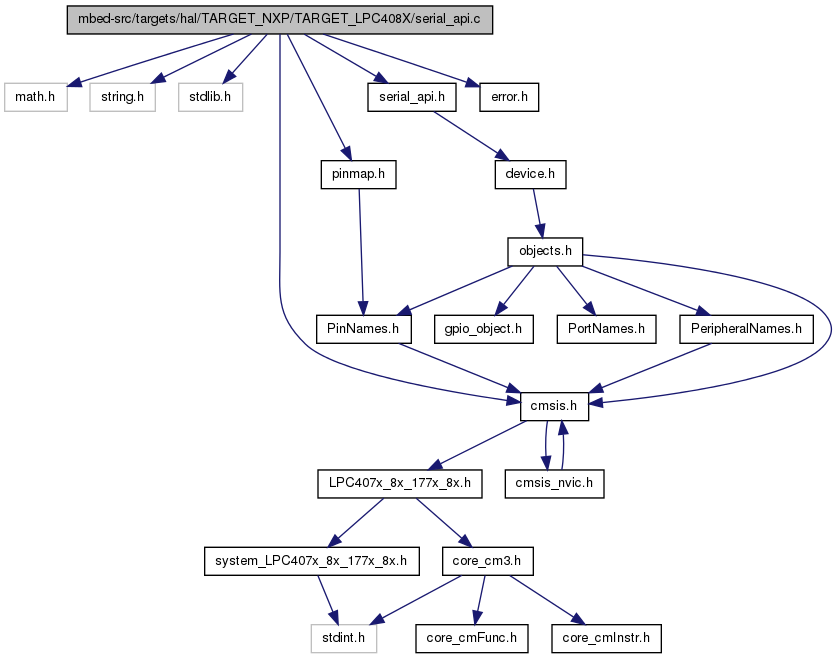 mbed-src/targets/hal/TARGET_NXP/TARGET_LPC408X/serial_api.c
math.h
string.h
stdlib.h
serial_api.h
error.h
pinmap.h
device.h
objects.h
PinNames.h
gpio_object.h
PortNames.h
PeripheralNames.h
cmsis.h
LPC407x_8x_177x_8x.h
cmsis_nvic.h
system_LPC407x_8x_177x_8x.h
core_cm3.h
stdint.h
core_cmFunc.h
core_cmInstr.h